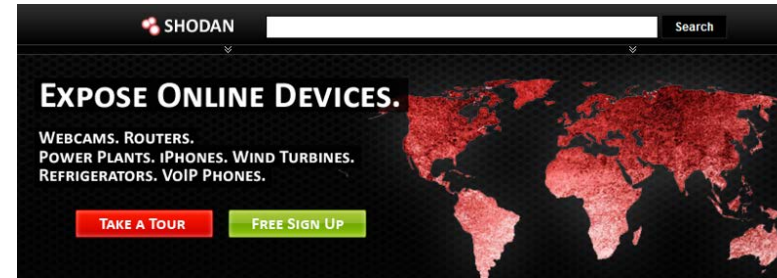 SHODAN
Search
EXPOSE ONLINE DEVICES.
WEBCAMS. ROUTERS.
POWER PLANTS. IPHONES. WIND TURBINES.
REFRIGERATORS. VOIP PHONES.
TAKE A TOUR
FREE SIGN UP